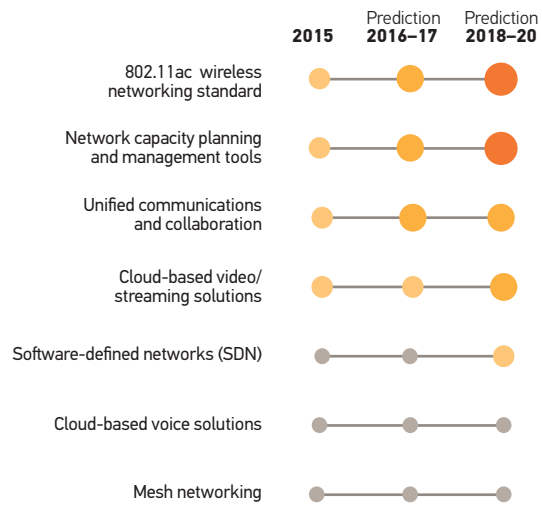 Prediction Prediction
2015 2016–17 2018–20
802.11ac wireless
networking standard
Network capacity planning
and management tools
Unified communications
and collaboration
Cloud-based video/
streaming solutions
Software-defined networks (SDN)
Cloud-based voice solutions
Mesh networking